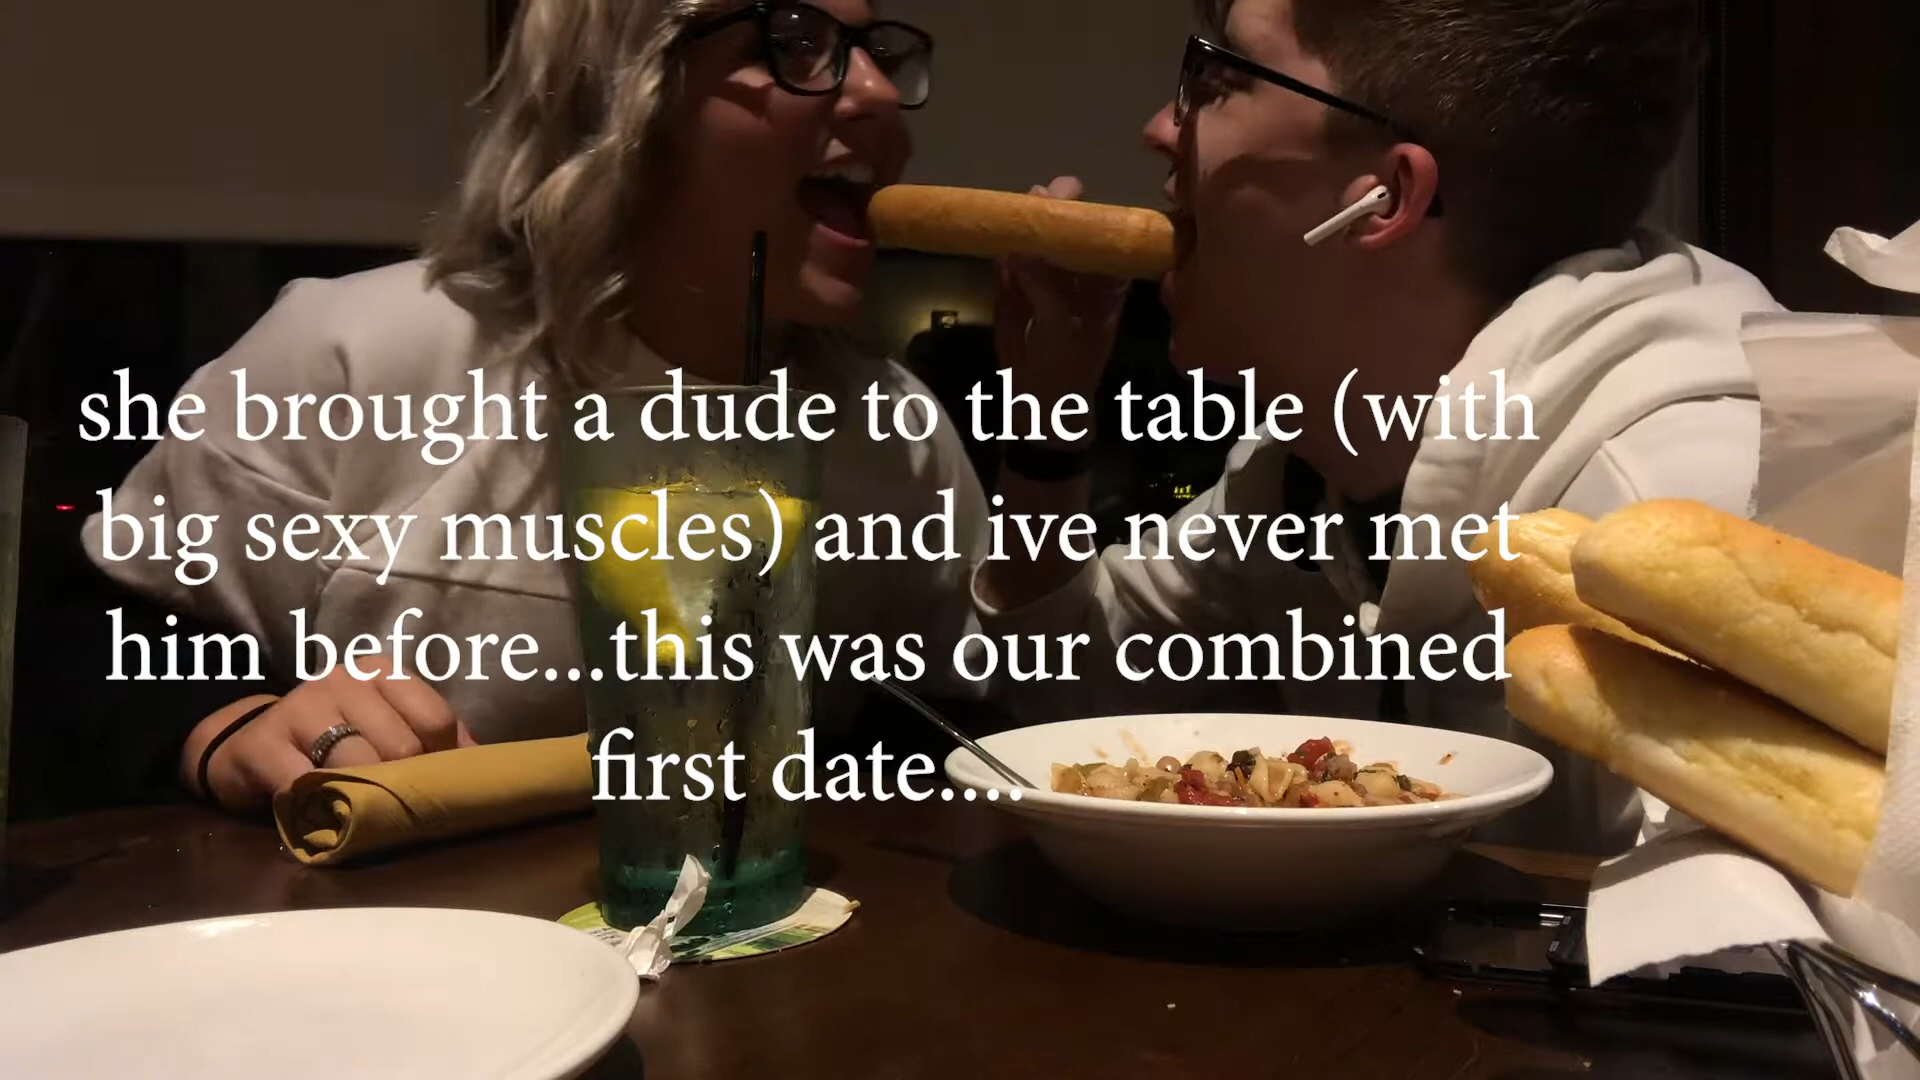 she brought a dude to the table (with
big sexy muscles) and ive never met
him before...this was our combined
first date....